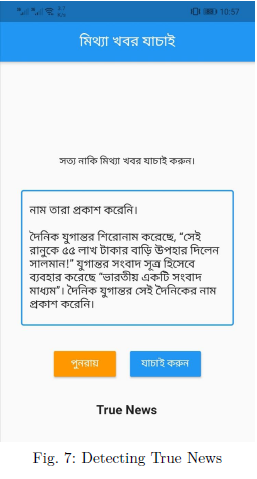 10:57
মিথ্যা খবর যাচাই
সত্য নাকি মিথ্যা খবর যাচাই করুন।
নাম তারা প্রকাশ করেনি।
দৈনিক যুগান্তর শিরোনাম করেছে, “সেই
রানুকে ৫৫ লাখ টাকার বাড়ি উপহার দিলেন
সালমান!” যুগান্তর সংবাদ সূত্র হিসেবে
ব্যবহার করেছে “ভারতীয় একটি সংবাদ
মাধ্যম”। দৈনিক যুগান্তর সেই দৈনিকের নাম
প্রকাশ করেনি।
পুনরায়
যাচাই করুন
True News
Fig. 7: Detecting True News